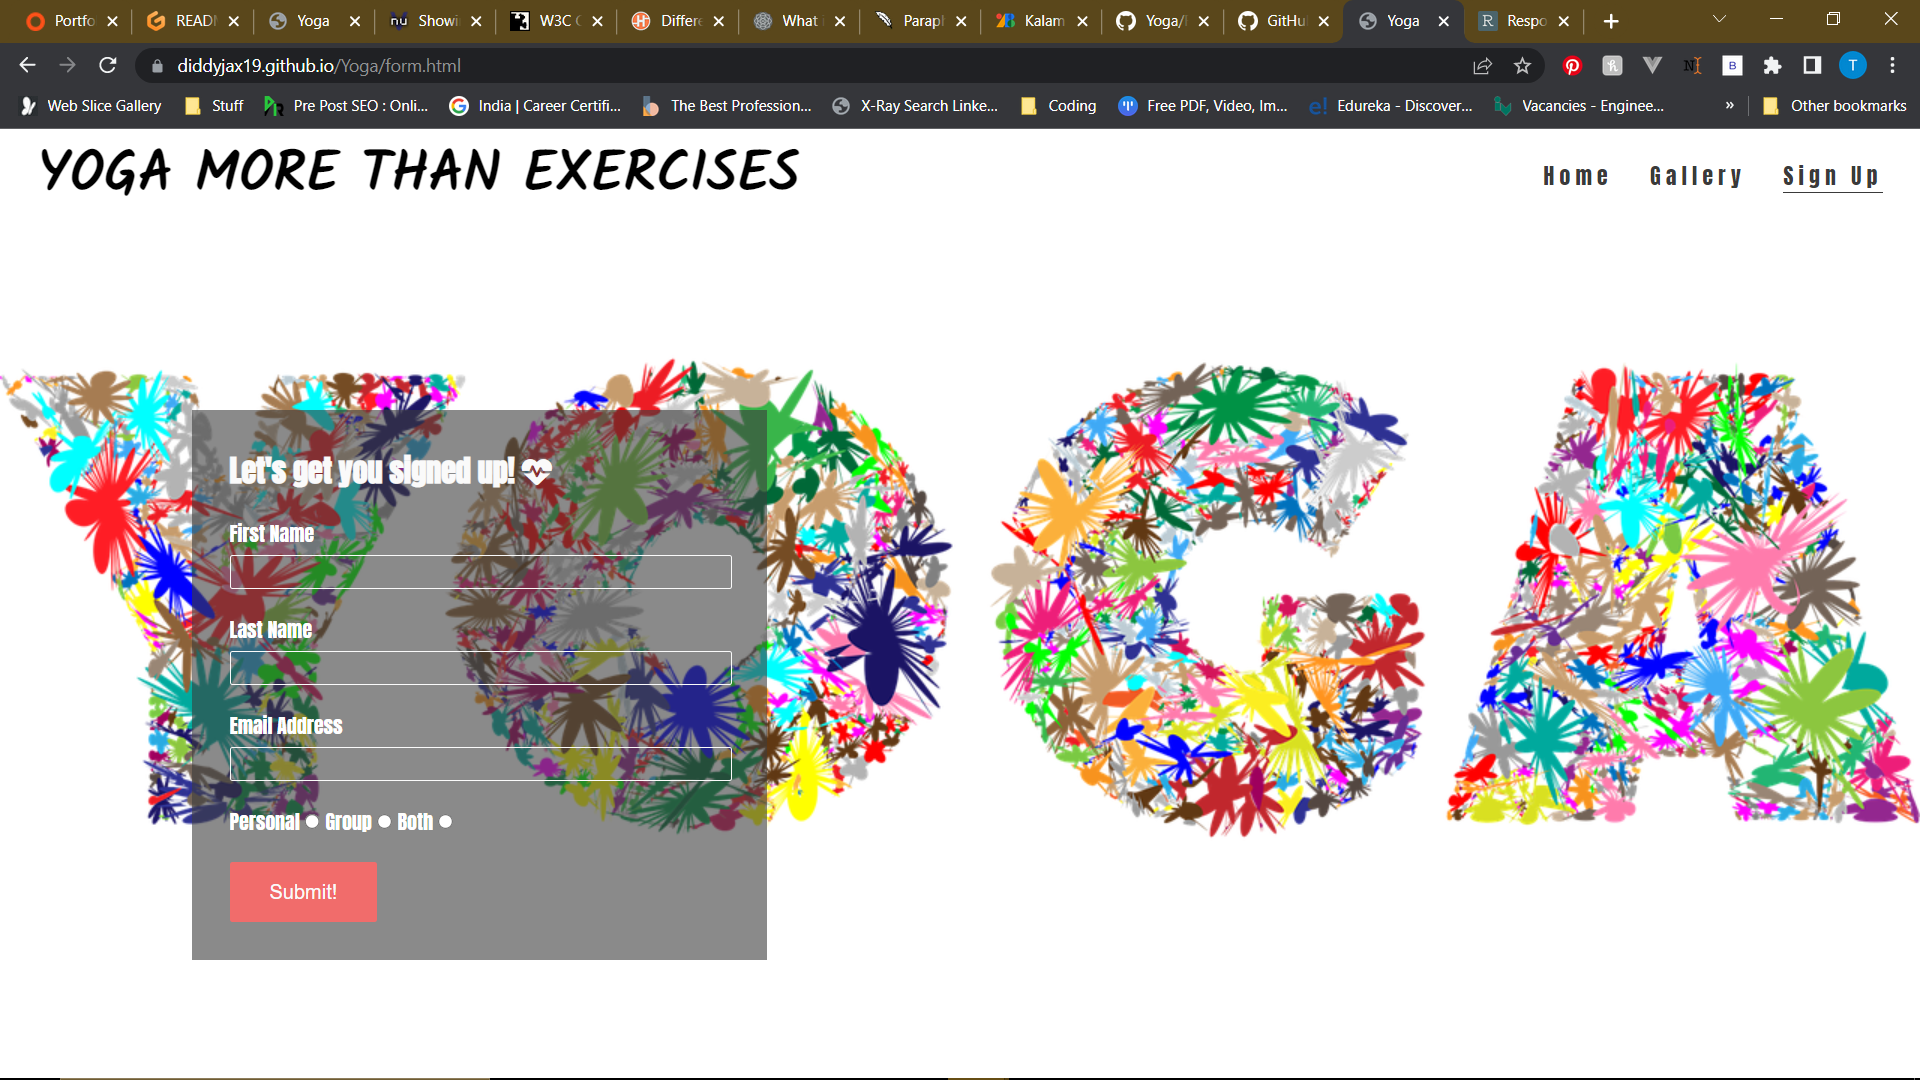 Portfo
READ
Yoga
Showi
W3C C
Differe
What i
Paraph
Kalam
Yoga/
GitHu
Yoga
Respo
diddyjax19.github.io/Yoga/form.html
T
Web Slice Gallery
Stuff
Pre Post SEO : Onli...
India | Career Certifi...
The Best Profession...
X-Ray Search Linke...
Coding
Free PDF, Video, Im...
Edureka - Discover...
Vacancies - Enginee...
»
Other bookmarks
YOGA MORE THAN EXERCISES
Home Gallery Sign Up
YOGA
Let's get you signed up!
First Name
Last Name
Email Address
Personal Group Both
Submit!